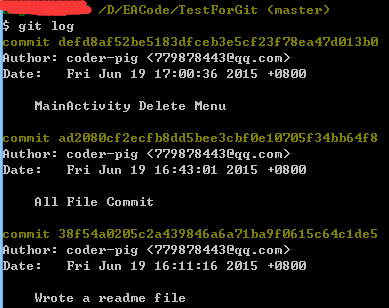 /D/EACode/TestForGit (master)
$ git log
commit defd8af52be5183dfceb3e5cf23f78ea47d013b0
Author: coder-pig <779878443@qq.com>
Date:   Fri Jun 19 17:00:36 2015 +0800
MainActivity Delete Menu
commit ad2080cf2ecfb8dd5bee3cbf0e10705f34bb64f8
Author: coder-pig <779878443@qq.com>
Date:   Fri Jun 19 16:43:01 2015 +0800
All File Commit
commit 38f54a0205c2a439846a6a71ba9f0615c64c1de5
Author: coder-pig <779878443@qq.com>
Date:   Fri Jun 19 16:11:16 2015 +0800
Wrote a readme file